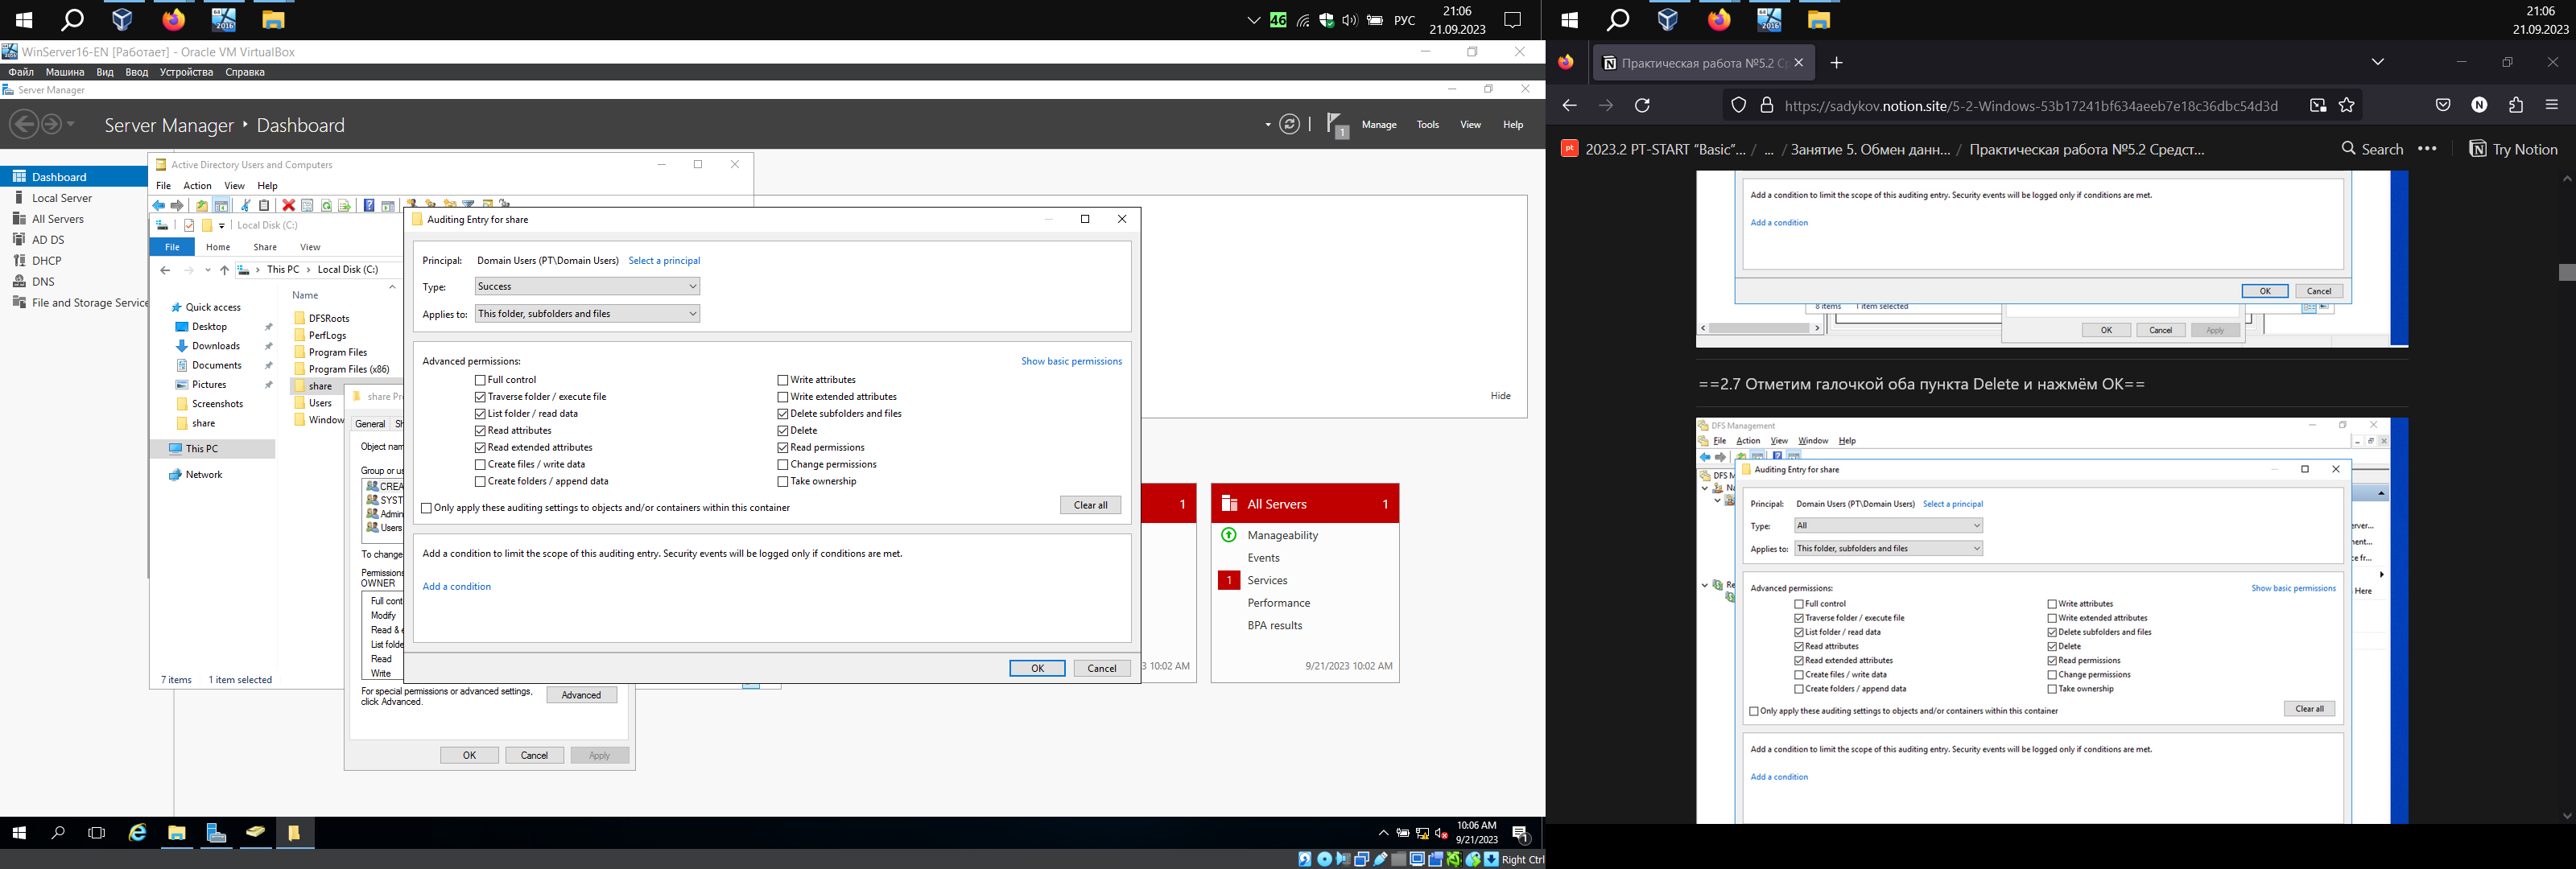 46
РУС
21:06
21.09.2023
21:06
21.09.2023
WinServer16-EN [Работает] - Oracle VM VirtualBox
Файл Машина Вид Ввод Устройства Справка
Server Manager
Server Manager Dashboard
1
Manage Tools View Help
Dashboard
Local Server
All Servers
AD DS
DHCP
DNS
File and Storage Service
Active Directory Users and Computers
File Action View Help
Local Disk (C:)
File Home Share View
This PC Local Disk (C:)
Quick access
Desktop
Downloads
Documents
Pictures
Screenshots
share
This PC
Network
Name
DFSRoots
PerfLogs
Program Files
Program Files (x86)
share
Users
Window
7 items 1 item selected
share Pr
General Sh
Object nam
Group or us
CREA
SYST
Admin
Users
To change
Permissions
OWNER
Full cont
Modify
Read & e
List folde
Read
Write
For special permissions or advanced settings,
click Advanced.
Advanced
OK Cancel Apply
Auditing Entry for share
Principal: Domain Users (PT\Domain Users) Select a principal
Type: Success
Applies to: This folder, subfolders and files
Advanced permissions: Show basic permissions
Full control Write attributes
Traverse folder / execute file Write extended attributes
List folder / read data Delete subfolders and files
Read attributes Delete
Read extended attributes Read permissions
Create files / write data Change permissions
Create folders / append data Take ownership
Only apply these auditing settings to objects and/or containers within this container
Clear all
Add a condition to limit the scope of this auditing entry. Security events will be logged only if conditions are met.
Add a condition
OK Cancel
Hide
1
3 10:02 AM
All Servers 1
Manageability
Events
1 Services
Performance
BPA results
9/21/2023 10:02 AM
10:06 AM
9/21/2023
1
Right Ctrl
Практическая работа №5.2 Ср
https://sadykov.notion.site/5-2-Windows-53b17241bf634aeeb7e18c36dbc54d3d
pt 2023.2 PT-START “Basic”... / ... / Занятие 5. Обмен данн... / Практическая работа №5.2 Средст...
Search Try Notion
Add a condition to limit the scope of this auditing entry. Security events will be logged only if conditions are met.
Add a condition
OK Cancel
8 items 1 item selected
OK Cancel Apply
==2.7 Отметим галочкой оба пункта Delete и нажмём OK==
DFS Management
File Action View Window Help
DFS M
Na
Re
Auditing Entry for share
Principal: Domain Users (PT\Domain Users) Select a principal
Type: All
Applies to: This folder, subfolders and files
Advanced permissions: Show basic permissions
Full control Write attributes
Traverse folder / execute file Write extended attributes
List folder / read data Delete subfolders and files
Read attributes Delete
Read extended attributes Read permissions
Create files / write data Change permissions
Create folders / append data Take ownership
Only apply these auditing settings to objects and/or containers within this container
Clear all
Add a condition to limit the scope of this auditing entry. Security events will be logged only if conditions are met.
Add a condition
erver...
ent...
ce fr...
Here